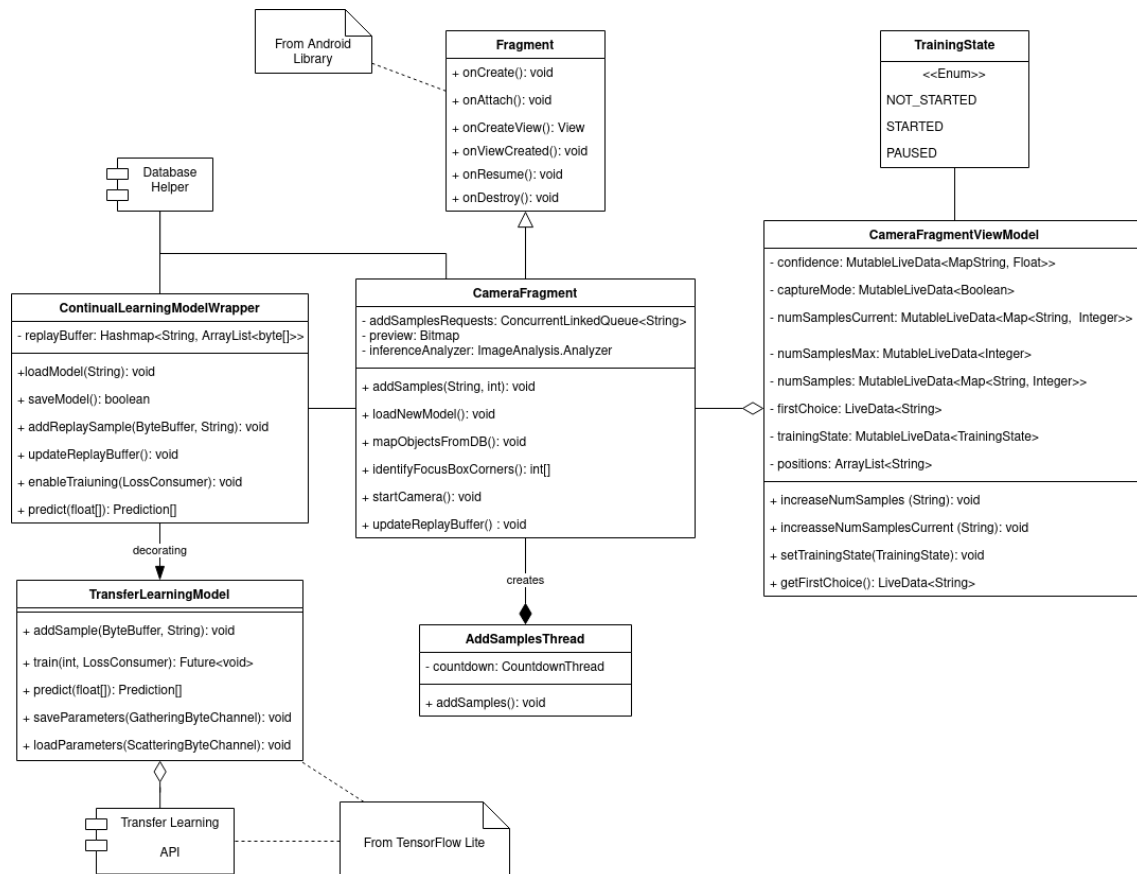 From Android
Library
Fragment
+ onCreate(): void
+ onAttach(): void
+ onCreateView(): View
+ onViewCreated(): void
+ onResume(): void
+ onDestroy(): void
TrainingState
<<Enum>>
NOT_STARTED
STARTED
PAUSED
Database
Helper
ContinualLearningModelWrapper
- replayBuffer: Hashmap<String, ArrayList<byte[]>>
+loadModel(String): void
+ saveModel(): boolean
+ addReplaySample(ByteBuffer, String): void
+ updateReplayBuffer(): void
+ enableTraiuning(LossConsumer): void
+ predict(float[]): Prediction[]
CameraFragment
- addSamplesRequests: ConcurrentLinkedQueue<String>
- preview: Bitmap
- inferenceAnalyzer: ImageAnalysis.Analyzer
+ addSamples(String, int): void
+ loadNewModel(): void
+ mapObjectsFromDB(): void
+ identifyFocusBoxCorners(): int[]
+ startCamera(): void
+ updateReplayBuffer() : void
CameraFragmentViewModel
- confidence: MutableLiveData<MapString, Float>>
- captureMode: MutableLiveData<Boolean>
- numSamplesCurrent: MutableLiveData<Map<String, Integer>>
- numSamplesMax: MutableLiveData<Integer>
- numSamples: MutableLiveData<Map<String, Integer>>
- firstChoice: LiveData<String>
- trainingState: MutableLiveData<TrainingState>
- positions: ArrayList<String>
+ increaseNumSamples (String): void
+ increasseNumSamplesCurrent (String): void
+ setTrainingState(TrainingState): void
+ getFirstChoice(): LiveData<String>
decorating
creates
TransferLearningModel
+ addSample(ByteBuffer, String): void
+ train(int, LossConsumer): Future<void>
+ predict(float[]): Prediction[]
+ saveParameters(GatheringByteChannel): void
+ loadParameters(ScatteringByteChannel): void
AddSamplesThread
- countdown: CountdownThread
+ addSamples(): void
Transfer Learning
API
From TensorFlow Lite